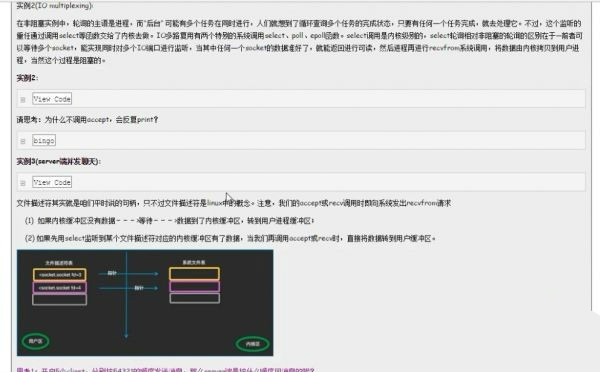 实例2(IO multiplexing):
在非阻塞实例中，轮询的主语是进程，而"后台"可能有多个任务在同时进行，人们就想到了循环查询多个任务的完成状态，只要有任何一个任务完成，就去处理它。不过，这个监听的
重任通过调用select等函数交给了内核去做。IO多路复用有两个特别的系统调用select、poll、epoll函数。select调用是内核级别的，select轮询相对非阻塞的轮询的区别在于—前者可
以等待多个socket，能实现同时对多个IO端口进行监听，当其中任何一个socket的数据准好了，就能返回进行可读，然后进程再进行recvfrom系统调用，将数据由内核拷贝到用户进
程，当然这个过程是阻塞的。
实例2:
View Code
请思考：为什么不调用accept，会反复print？
bingo
实例3(server端并发聊天):
View Code
文件描述符其实就是咱们平时说的句柄，只不过文件描述符是linux中的概念。注意，我们的accept或recv调用时即向系统发出recvfrom请求
(1) 如果内核缓冲区没有数据--->等待--->数据到了内核缓冲区，转到用户进程缓冲区；
(2) 如果先用select监听到某个文件描述符对应的内核缓冲区有了数据，当我们再调用accept或recv时，直接将数据转到用户缓冲区。
文件描述符表
系统文件表
<socket.socket fd=3
指针
<socket.socket fd=4
指针
用户区
内核区